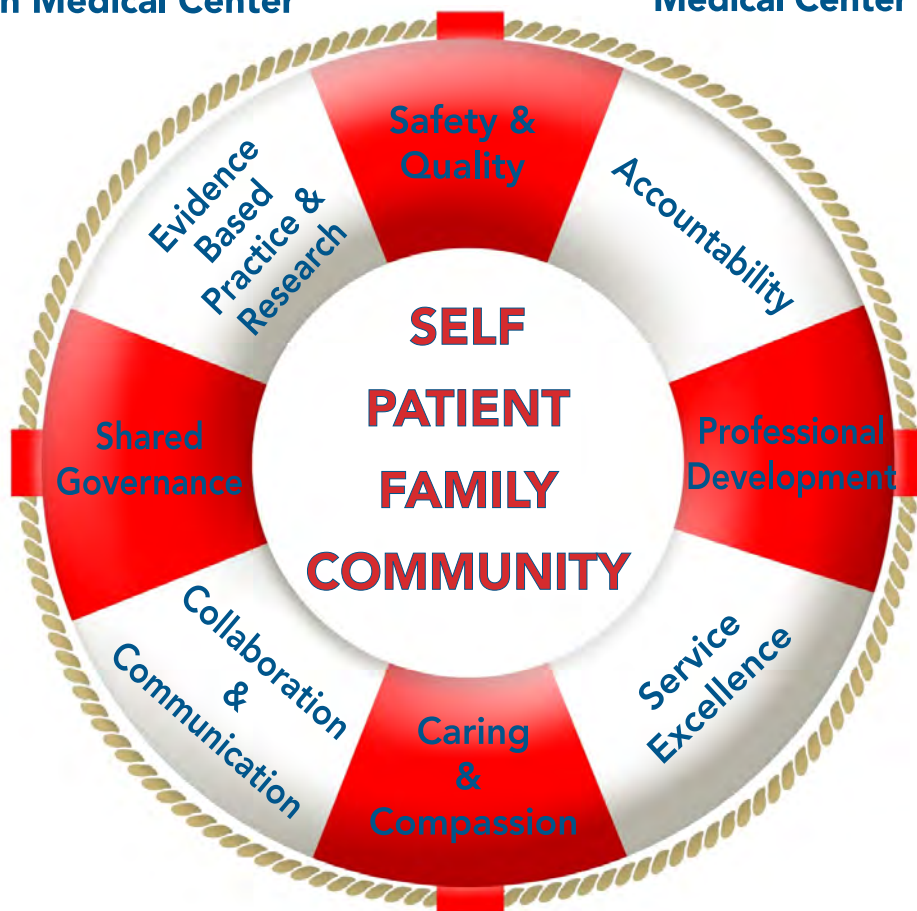 Medical Center
Medical Center
Safety &
Quality
Accountability
Professional
Development
Service
Excellence
Caring
&
Compassion
Collaboration
&
Communication
Shared
Governance
Evidence
Based
Practice &
Research
SELF
PATIENT
FAMILY
COMMUNITY